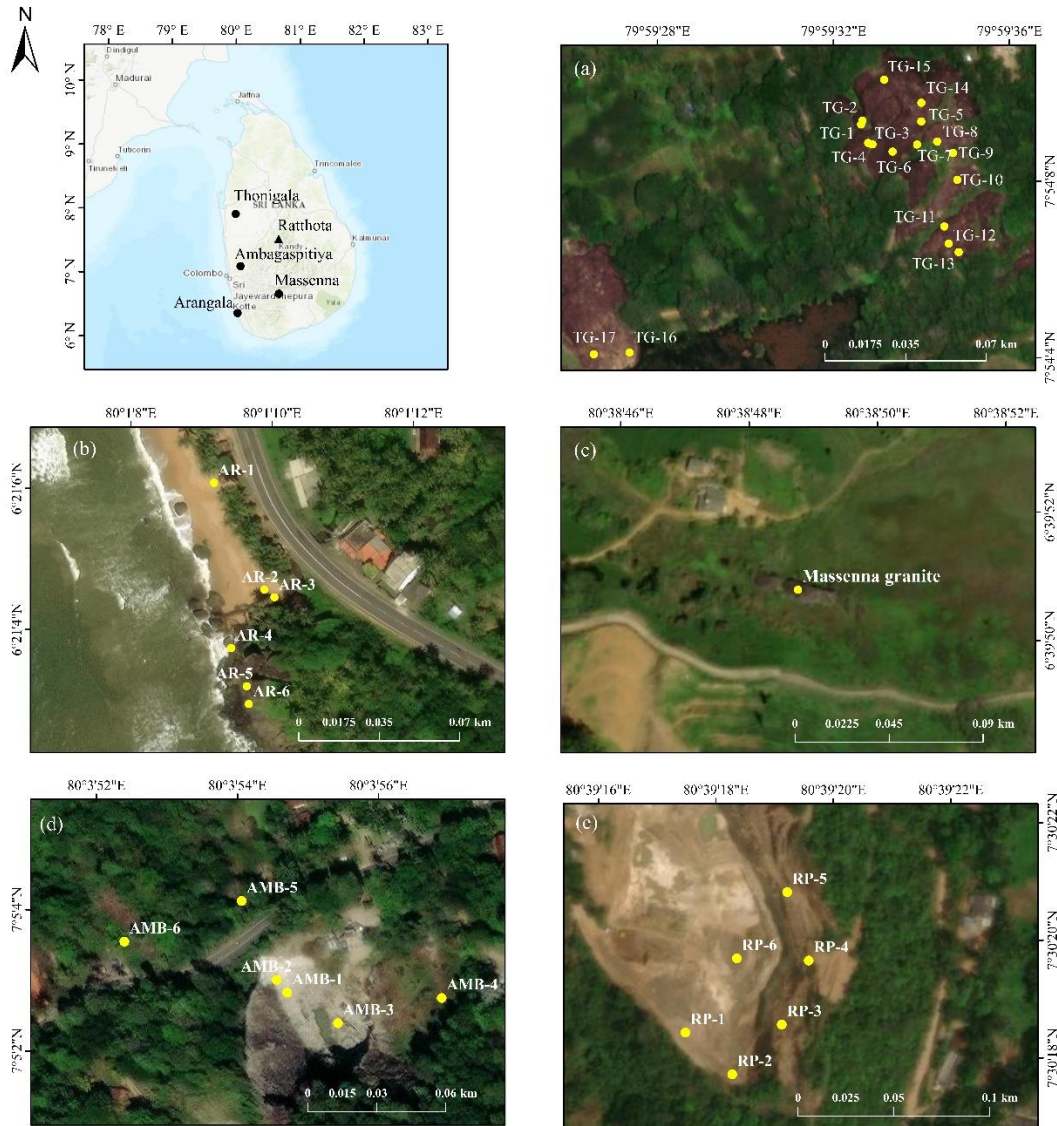 N
78° E 79° E 80° E 81° E 82° E 83° E
10° N
9° N
8° N
7° N
6° N
Dindigul
Madurai
Tuticorin
Tirunelveli
Jaffna
Trincomalee
Thonigala
SRI LANKA
Ratthota
Kandy
Kalmunai
Ambagaspitiya
Colombo
Sri
Massenna
Jayewardenepura
Arangala
Kotte
Yala
79°59'28"E 79°59'32"E 79°59'36"E
(a)
TG-15
TG-14
TG-2
TG-5
TG-1
TG-3
TG-8
TG-4
TG-7
TG-9
TG-6
TG-10
TG-11
TG-12
TG-13
TG-17
TG-16
0 0.0175 0.035 0.07 km
7°54'8"N
7°54'4"N
80°1'8"E 80°1'10"E 80°1'12"E
(b)
6°21'6"N
6°21'4"N
AR-1
AR-2
AR-3
AR-4
AR-5
AR-6
0 0.0175 0.035 0.07 km
80°38'46"E 80°38'48"E 80°38'50"E 80°38'52"E
(c)
Massenna granite
0 0.0225 0.045 0.09 km
6°39'52"N
6°39'50"N
80°3'52"E 80°3'54"E 80°3'56"E
(d)
7°5'4"N
7°5'2"N
AMB-5
AMB-6
AMB-2
AMB-1
AMB-4
AMB-3
0 0.015 0.03 0.06 km
80°39'16"E 80°39'18"E 80°39'20"E 80°39'22"E
(e)
RP-5
RP-6
RP-4
RP-1
RP-3
RP-2
0 0.025 0.05 0.1 km
7°30'22"N
7°30'20"N
7°30'18"N